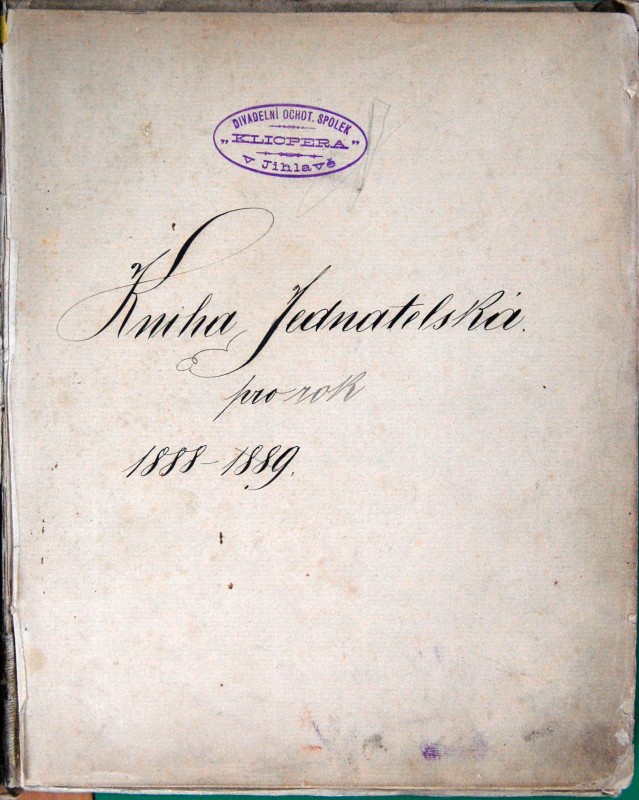 DIVADELNÍ OCHOT. SPOLEK
„KLICPERA”
v Jihlavě
Kniha Jednatelská.
pro rok
1888–1889.